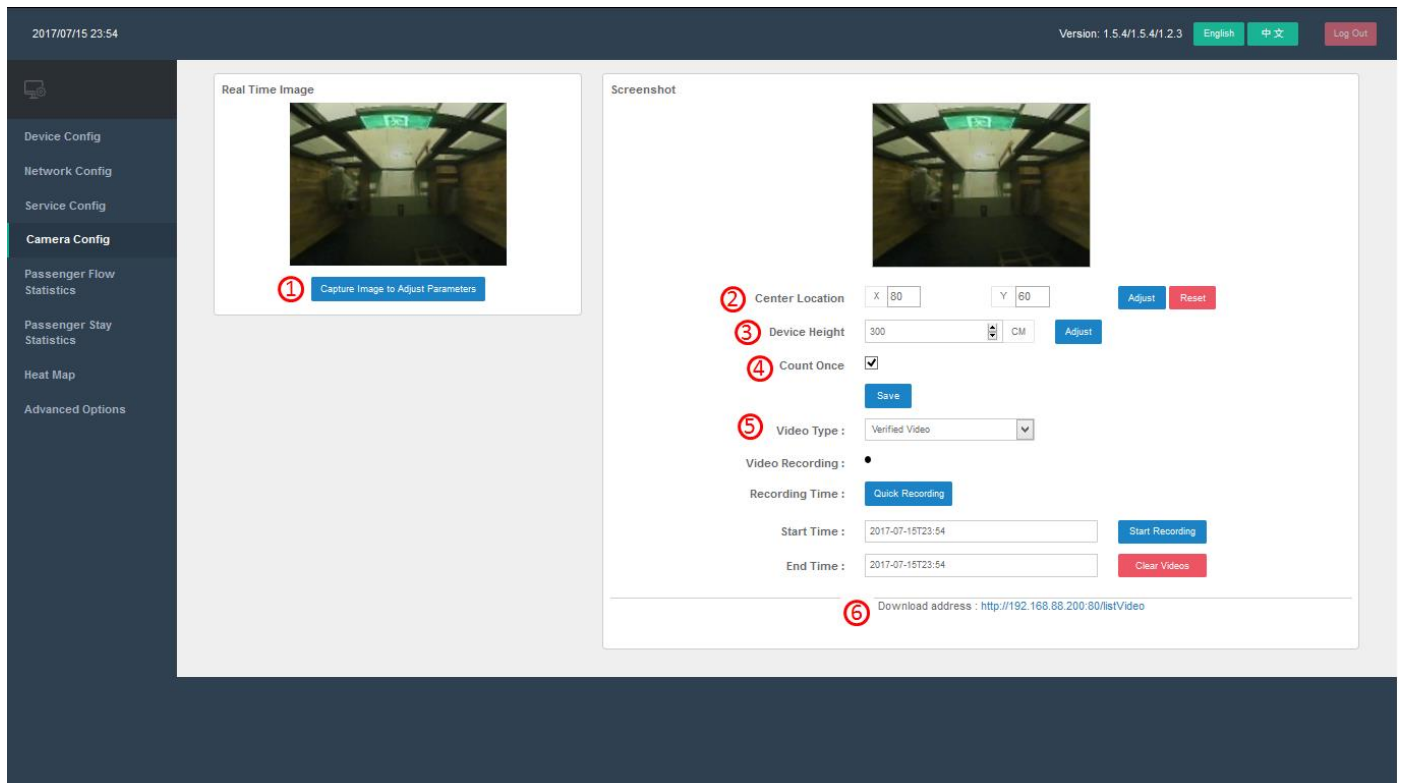 2017/07/15 23:54
Version: 1.5.4/1.5.4/1.2.3 English 中文 Log Out
Device Config
Network Config
Service Config
Camera Config
Passenger Flow
Statistics
Passenger Stay
Statistics
Heat Map
Advanced Options
Real Time Image
① Capture Image to Adjust Parameters
Screenshot
② Center Location X 80 Y 60 Adjust Reset
③ Device Height 300 CM Adjust
④ Count Once
Save
⑤ Video Type : Verified Video
Video Recording :
Recording Time : Quick Recording
Start Time : 2017-07-15T23:54 Start Recording
End Time : 2017-07-15T23:54 Clear Videos
⑥ Download address : http://192.168.88.200:80/listVideo